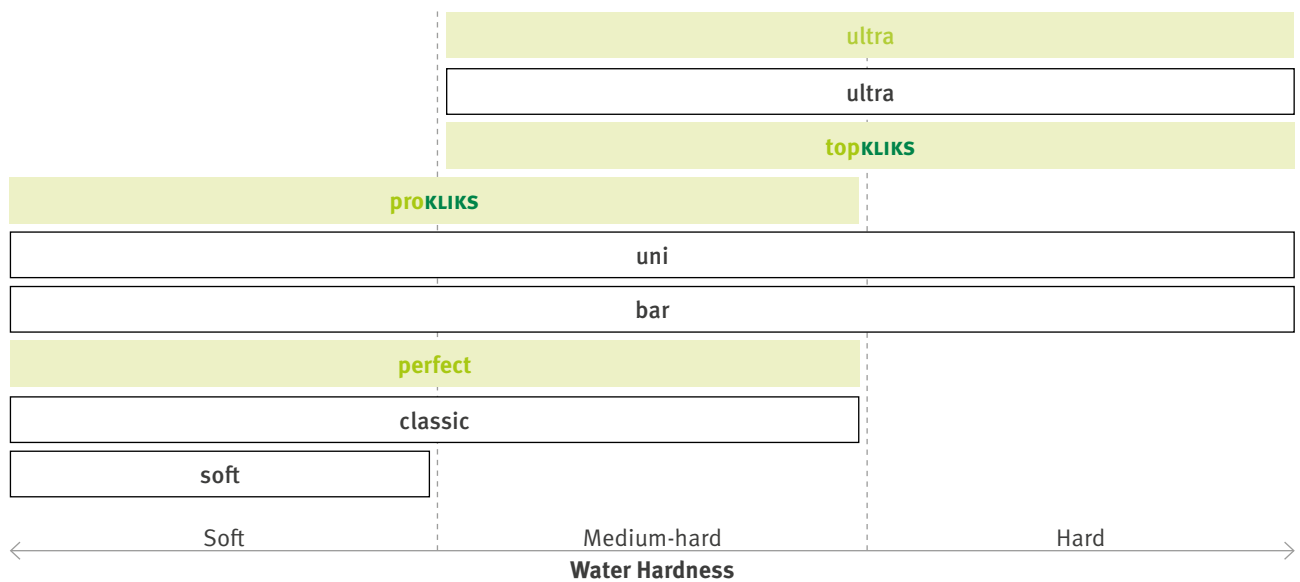 ultra
ultra
topKLIKS
proKLIKS
uni
bar
perfect
classic
soft
Soft Medium-hard Hard
Water Hardness